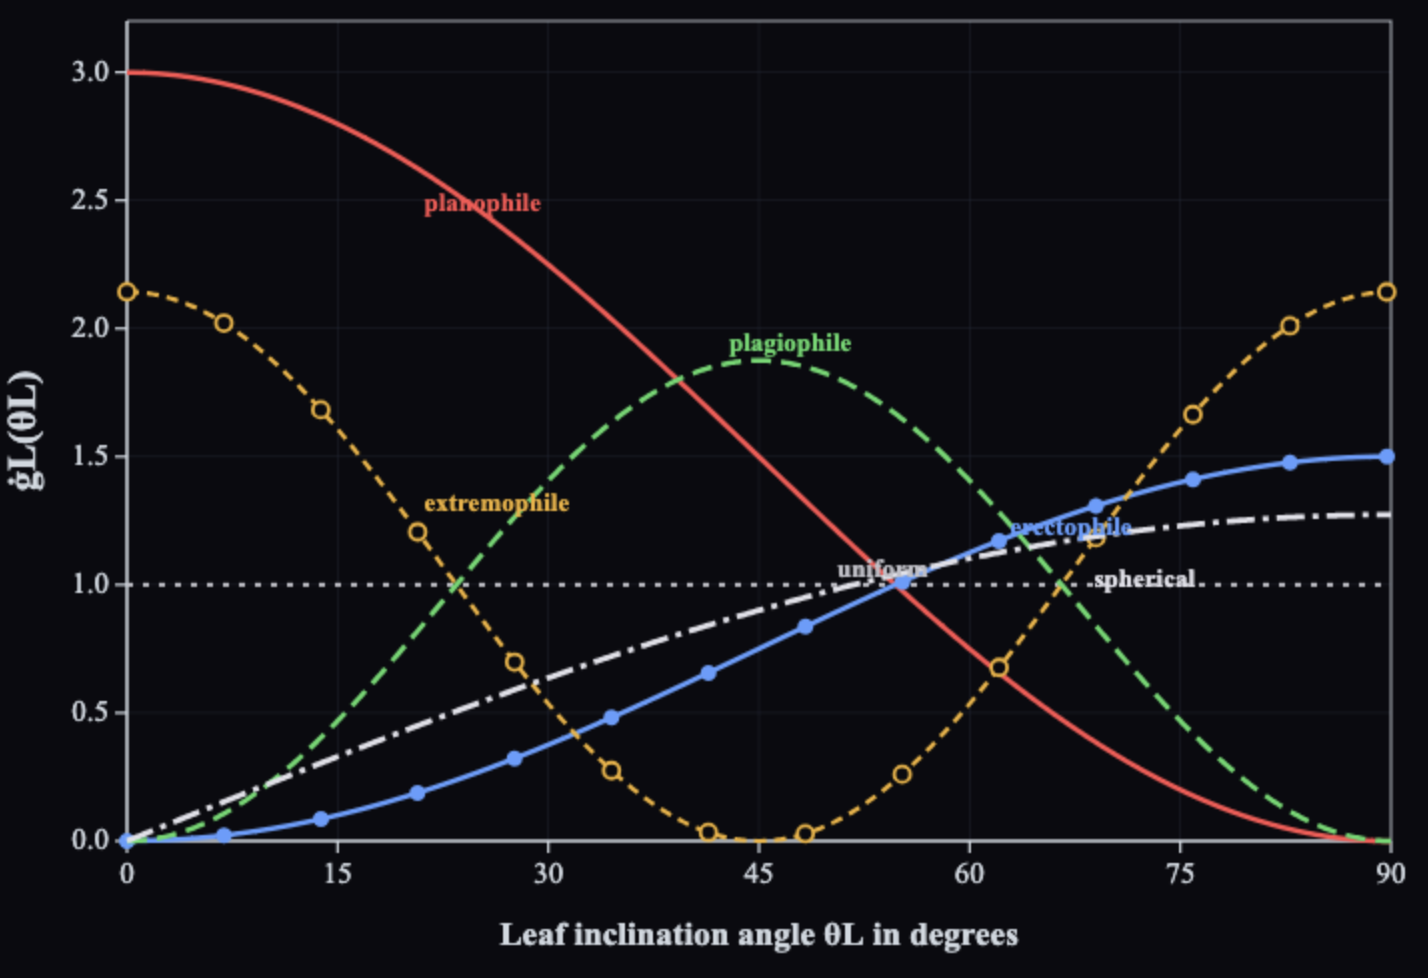 3.0
2.5
planophile
2.0
plagiophile
1.5
extremophile
erectophile
uniform
1.0
spherical
0.5
0.0
ġL(θL)
0 15 30 45 60 75 90
Leaf inclination angle θL in degrees